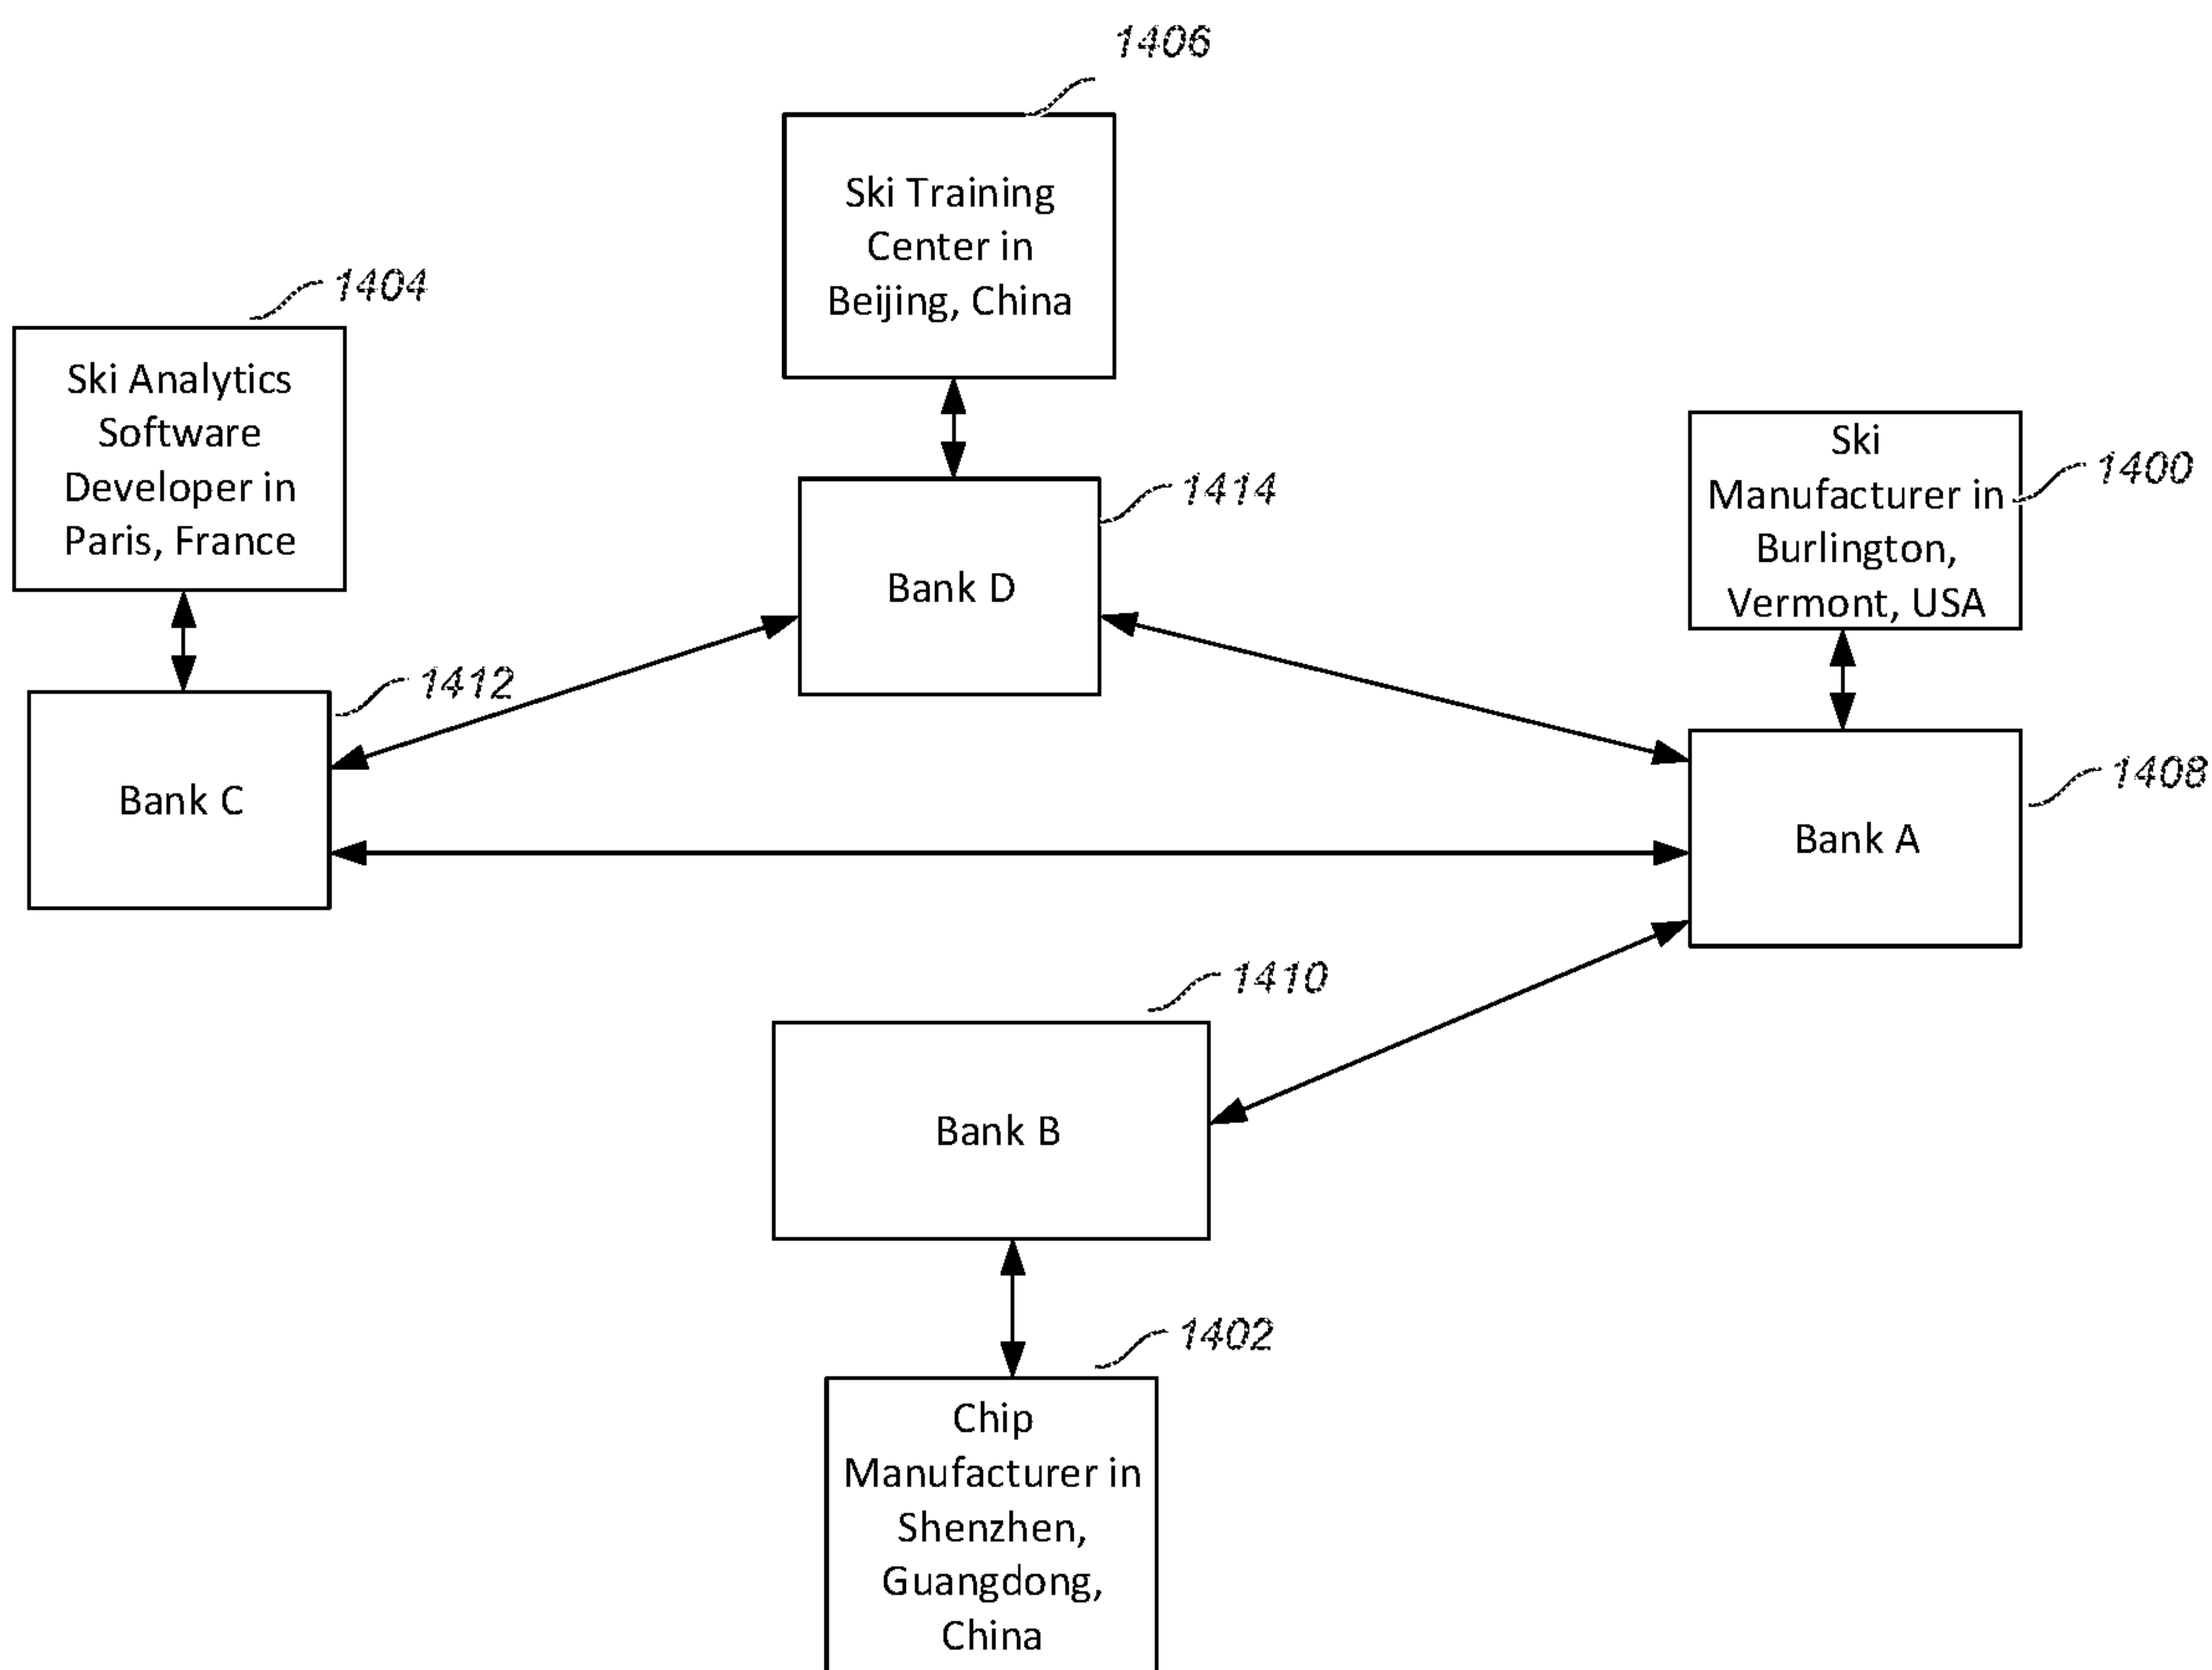 1406
Ski Training
Center in
Beijing, China
1404
Ski Analytics
Software
Developer in
Paris, France
Ski
Manufacturer in
Burlington,
Vermont, USA
1400
1414
Bank D
1412
Bank C
1408
Bank A
1410
Bank B
1402
Chip
Manufacturer in
Shenzhen,
Guangdong,
China